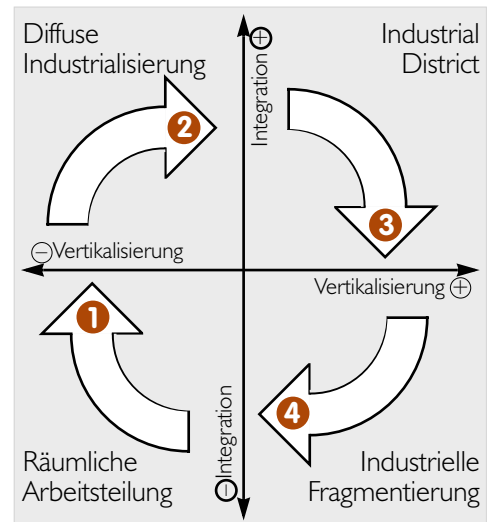 Diffuse
Industrialisierung
Integration ⊕
Industrial
District
2
3
⊖Vertikalisierung
Vertikalisierung ⊕
1
4
⊖Integration
Räumliche
Arbeitsteilung
Industrielle
Fragmentierung